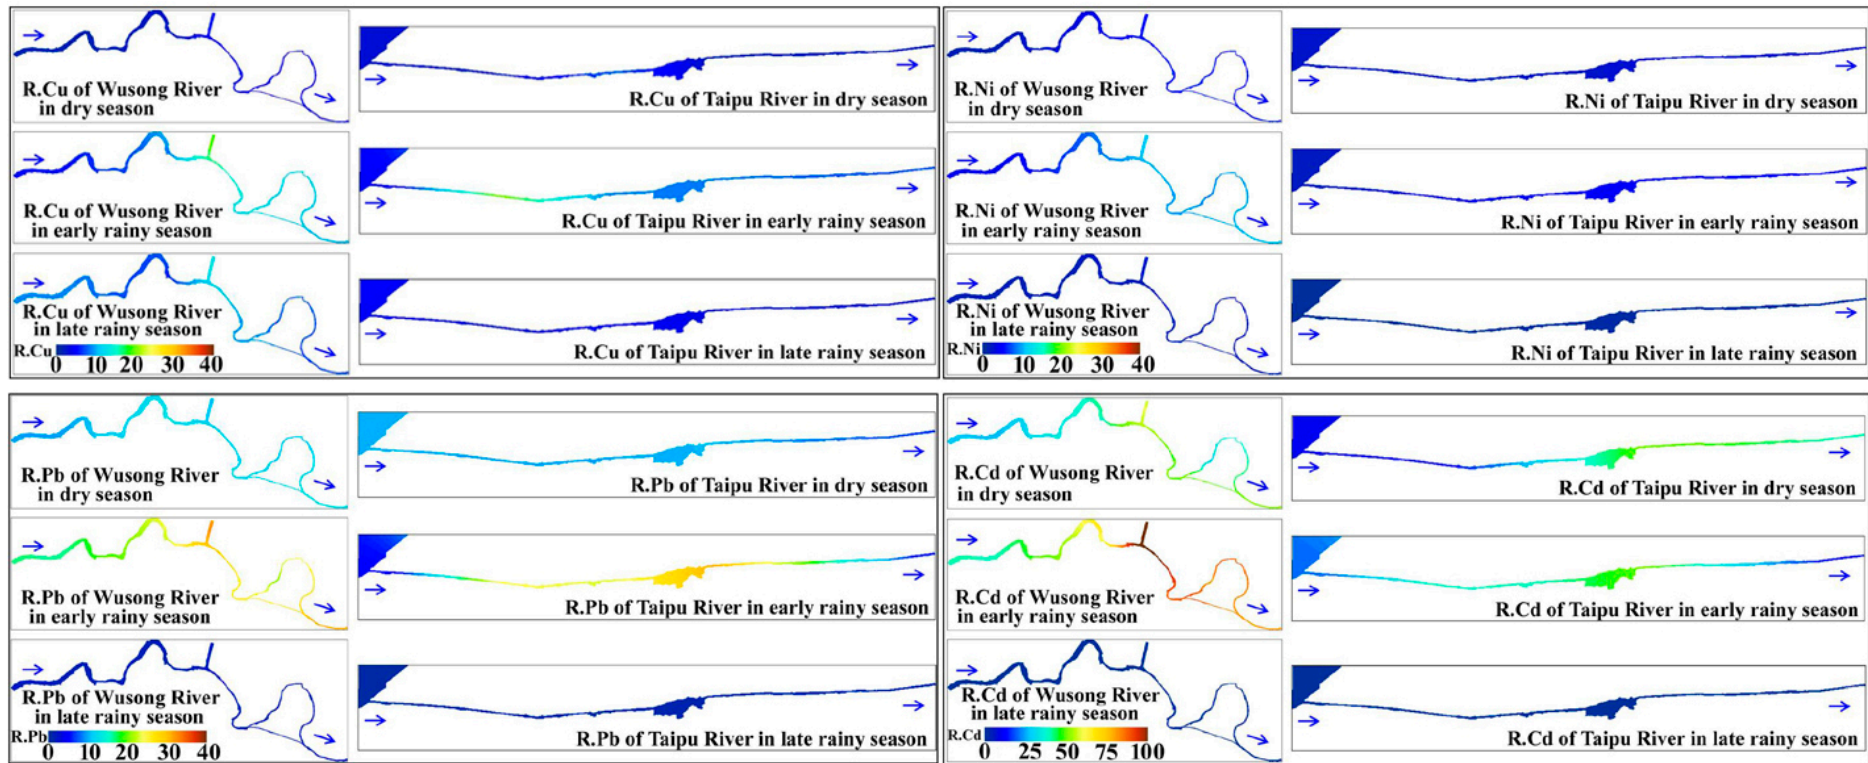 R.Cu of Wusong River
in dry season
R.Cu of Taipu River in dry season
R.Cu of Wusong River
in early rainy season
R.Cu of Taipu River in early rainy season
R.Cu of Wusong River
in late rainy season
R.Cu
0 10 20 30 40
R.Cu of Taipu River in late rainy season
R.Ni of Wusong River
in dry season
R.Ni of Taipu River in dry season
R.Ni of Wusong River
in early rainy season
R.Ni of Taipu River in early rainy season
R.Ni of Wusong River
in late rainy season
R.Ni
0 10 20 30 40
R.Ni of Taipu River in late rainy season
R.Pb of Wusong River
in dry season
R.Pb of Taipu River in dry season
R.Pb of Wusong River
in early rainy season
R.Pb of Taipu River in early rainy season
R.Pb of Wusong River
in late rainy season
R.Pb
0 10 20 30 40
R.Pb of Taipu River in late rainy season
R.Cd of Wusong River
in dry season
R.Cd of Taipu River in dry season
R.Cd of Wusong River
in early rainy season
R.Cd of Taipu River in early rainy season
R.Cd of Wusong River
in late rainy season
R.Cd
0 25 50 75 100
R.Cd of Taipu River in late rainy season